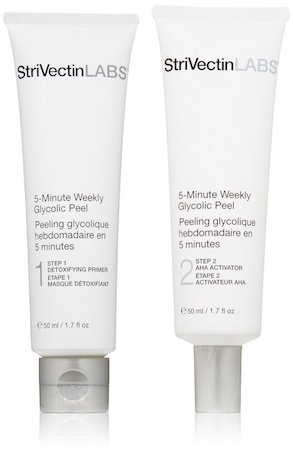 StriVectinLABS®
5-Minute Weekly
Glycolic Peel
Peeling glycolique
hebdomadaire en
5 minutes
1
STEP 1
DETOXIFYING PRIMER
ÉTAPE 1
MASQUE DÉTOXIFIANT
e 50 ml / 1.7 fl oz
StriVectinLABS®
5-Minute Weekly
Glycolic Peel
Peeling glycolique
hebdomadaire en
5 minutes
2
STEP 2
AHA ACTIVATOR
ÉTAPE 2
ACTIVATEUR AHA
e 50 ml / 1.7 fl oz